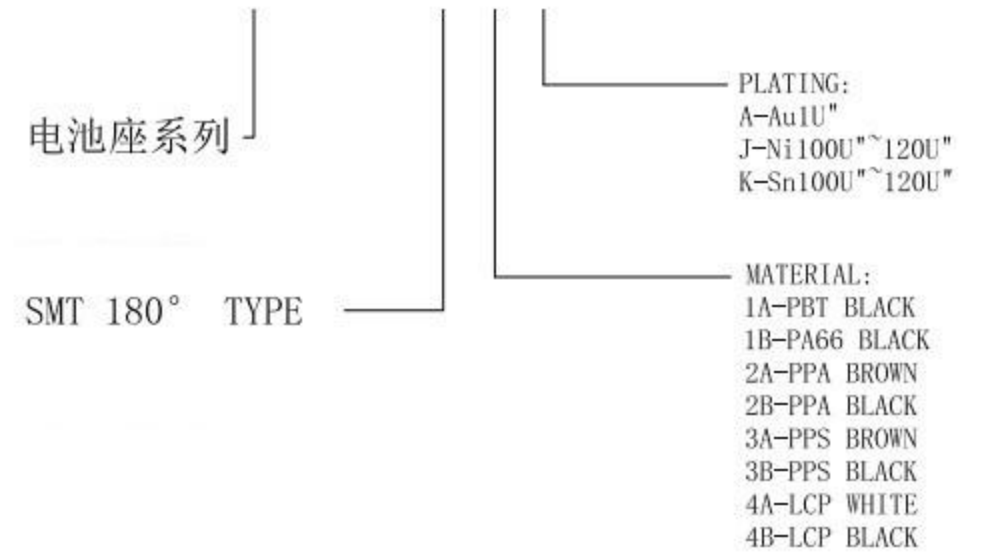 电池座系列
SMT 180° TYPE
PLATING:
A-Au1U"
J-Ni100U"~120U"
K-Sn100U"~120U"
MATERIAL:
1A-PBT BLACK
1B-PA66 BLACK
2A-PPA BROWN
2B-PPA BLACK
3A-PPS BROWN
3B-PPS BLACK
4A-LCP WHITE
4B-LCP BLACK